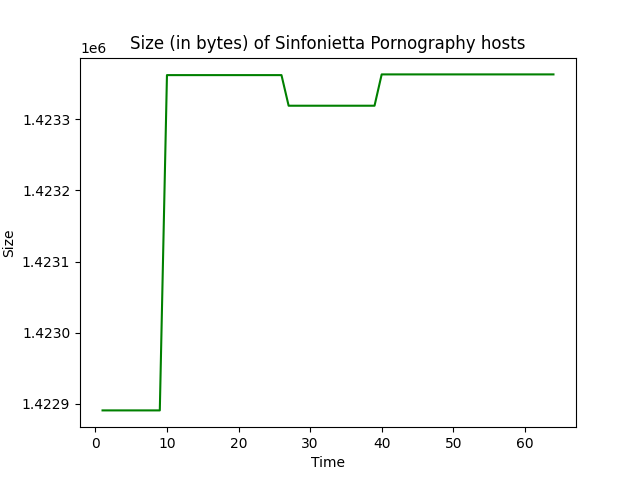 Size (in bytes) of Sinfonietta Pornography hosts
1e6
1.4233
1.4232
1.4231
1.4230
1.4229
Size
0 10 20 30 40 50 60
Time